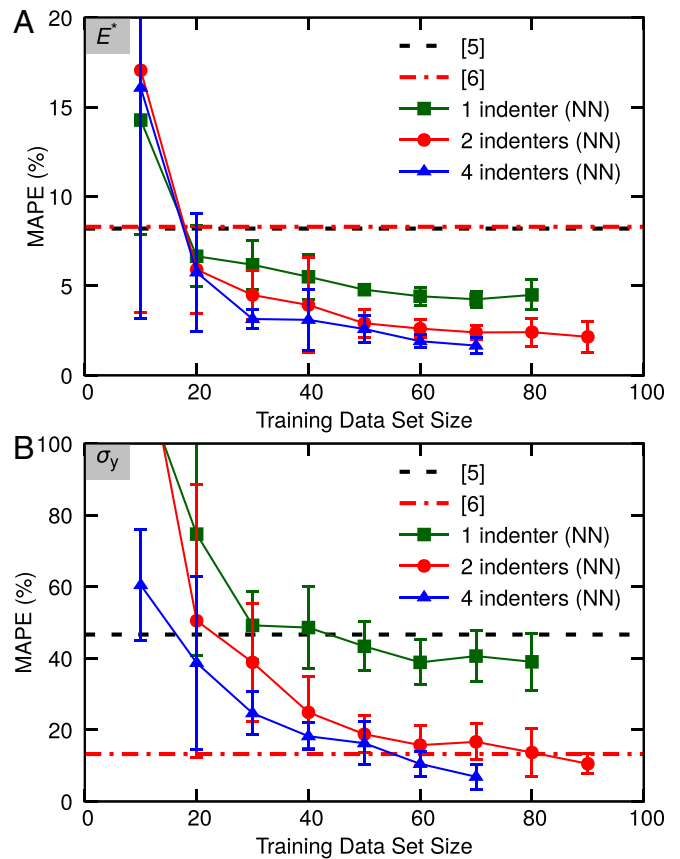 A
E*
[5]
[6]
1 indenter (NN)
2 indenters (NN)
4 indenters (NN)
20
15
10
5
0
MAPE (%)
0 20 40 60 80 100
Training Data Set Size
B
σy
[5]
[6]
1 indenter (NN)
2 indenters (NN)
4 indenters (NN)
100
80
60
40
20
0
MAPE (%)
0 20 40 60 80 100
Training Data Set Size